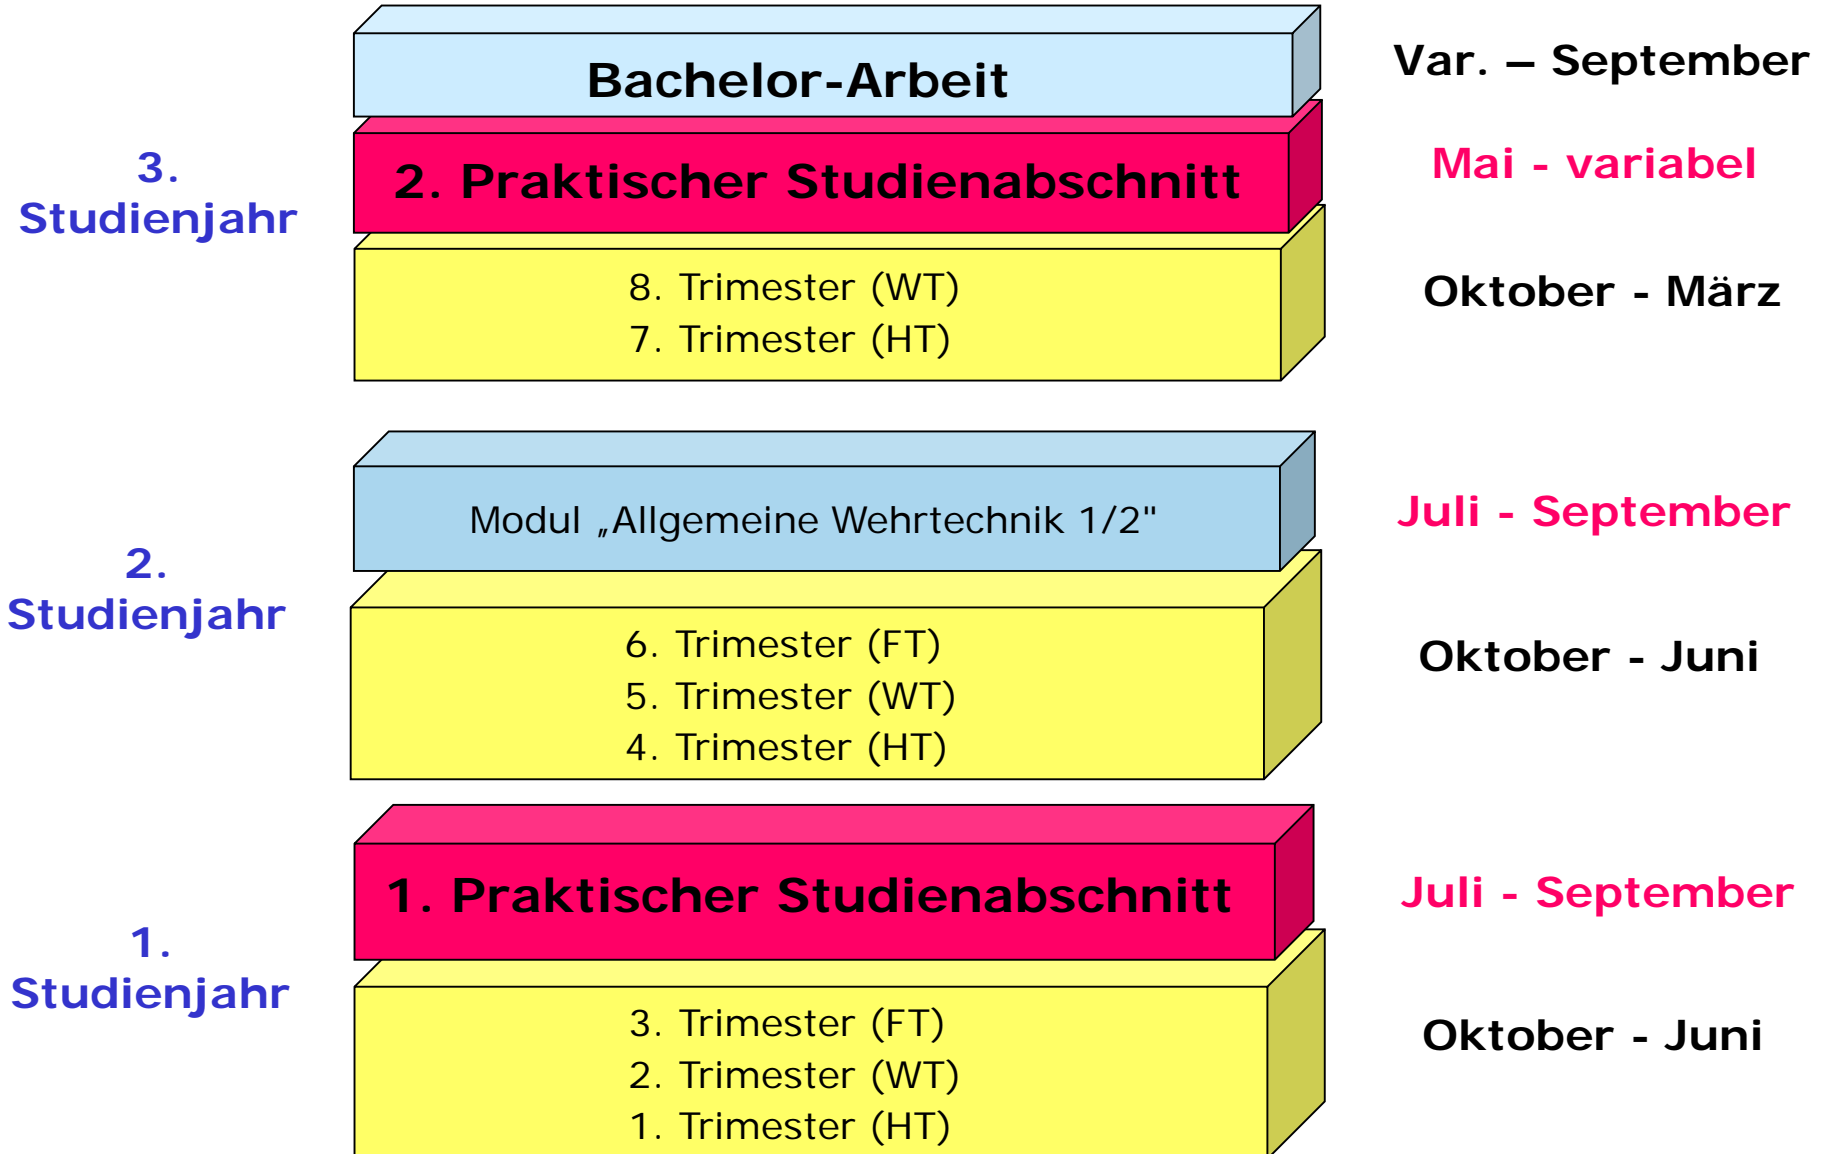 Bachelor-Arbeit
Var. – September
3.
Studienjahr
2. Praktischer Studienabschnitt
Mai - variabel
8. Trimester (WT)
7. Trimester (HT)
Oktober - März
Modul „Allgemeine Wehrtechnik 1/2"
Juli - September
2.
Studienjahr
6. Trimester (FT)
5. Trimester (WT)
4. Trimester (HT)
Oktober - Juni
1. Praktischer Studienabschnitt
Juli - September
1.
Studienjahr
3. Trimester (FT)
2. Trimester (WT)
1. Trimester (HT)
Oktober - Juni